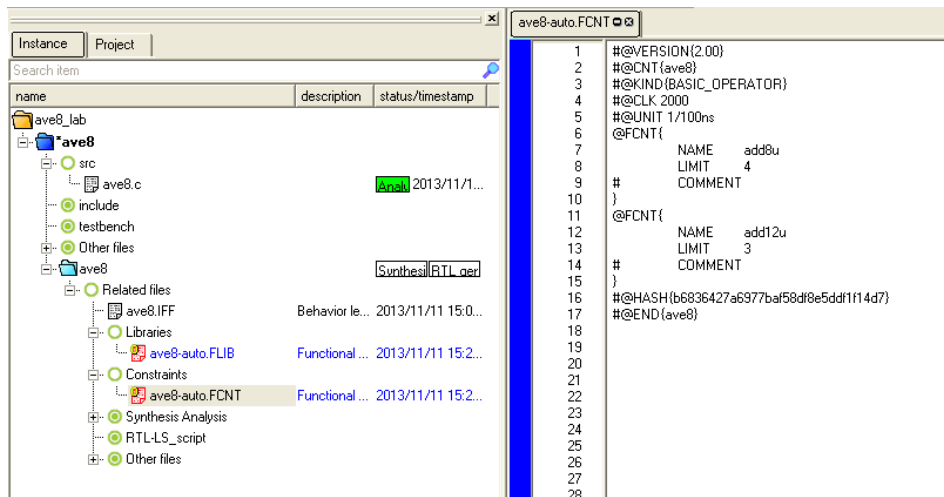 Instance Project
Search item
name description status/timestamp
ave8_lab
*ave8
src
ave8.c Analy 2013/11/1...
include
testbench
Other files
ave8 Synthesi RTL ger
Related files
ave8.IFF Behavior le... 2013/11/11 15:0...
Libraries
ave8-auto.FLIB Functional ... 2013/11/11 15:2...
Constraints
ave8-auto.FCNT Functional ... 2013/11/11 15:2...
Synthesis Analysis
RTL-LS_script
Other files
ave8-auto.FCNT
1 #@VERSION{2.00}
2 #@CNT{ave8}
3 #@KIND{BASIC_OPERATOR}
4 #@CLK 2000
5 #@UNIT 1/100ns
6 @FCNT{
7 NAME add8u
8 LIMIT 4
9 # COMMENT
10 }
11 @FCNT{
12 NAME add12u
13 LIMIT 3
14 # COMMENT
15 }
16 #@HASH{b6836427a6977baf58df8e5ddf1f14d7}
17 #@END{ave8}
18
19
20
21
22
23
24
25
26
27
28